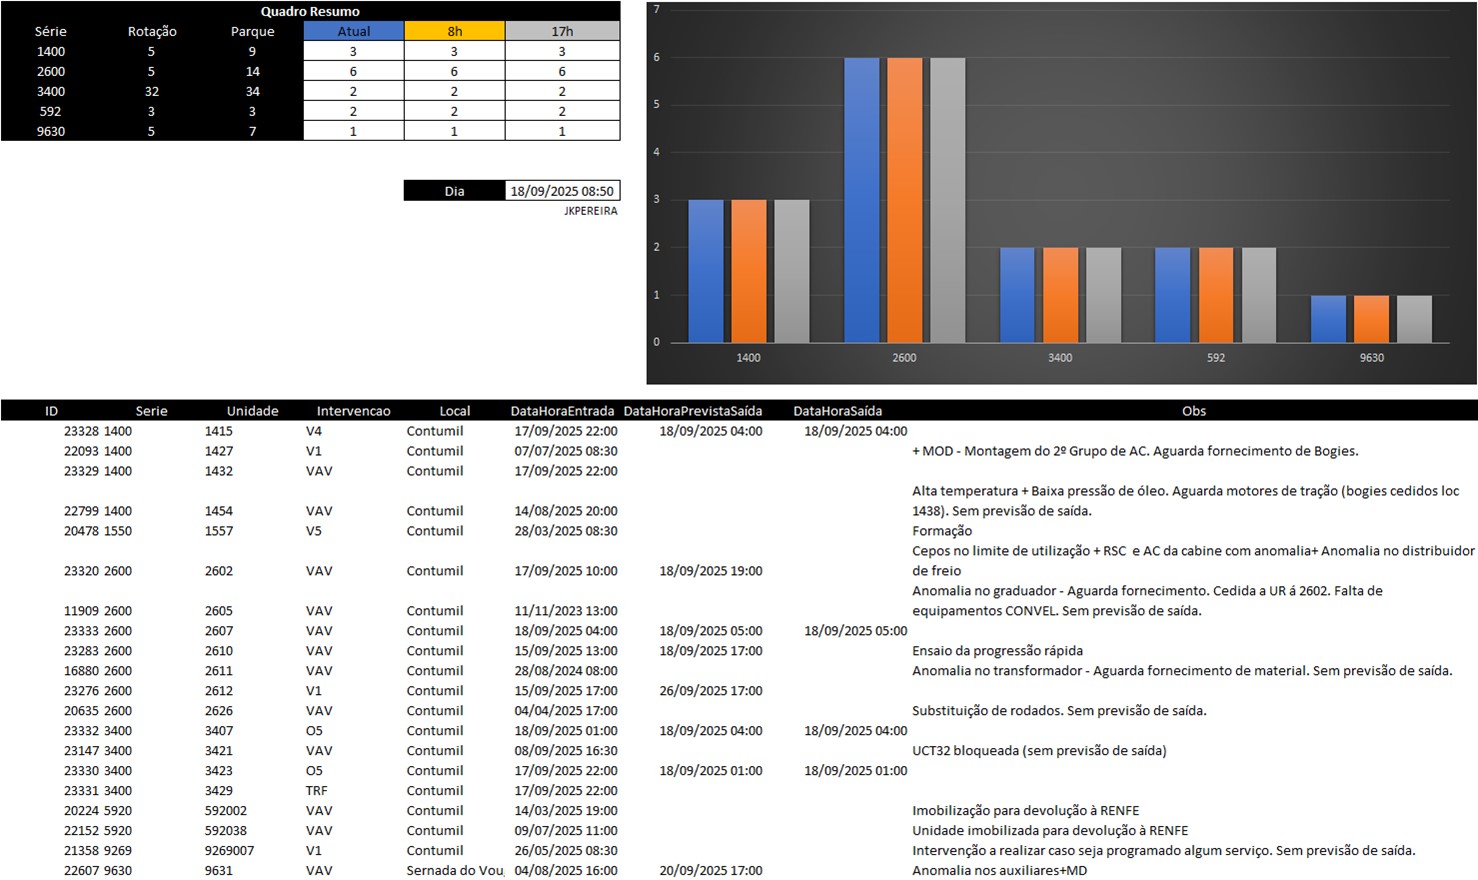 Quadro Resumo
Série Rotação Parque Atual 8h 17h
1400 5 9 3 3 3
2600 5 14 6 6 6
3400 32 34 2 2 2
592 3 3 2 2 2
9630 5 7 1 1 1
Dia 18/09/2025 08:50
JKPEREIRA
7
6
5
4
3
2
1
0
1400 2600 3400 592 9630
ID Serie Unidade Intervencao Local DataHoraEntrada DataHoraPrevistaSaída DataHoraSaída Obs
23328 1400 1415 V4 Contumil 17/09/2025 22:00 18/09/2025 04:00 18/09/2025 04:00
22093 1400 1427 V1 Contumil 07/07/2025 08:30 + MOD - Montagem do 2º Grupo de AC. Aguarda fornecimento de Bogies.
23329 1400 1432 VAV Contumil 17/09/2025 22:00
Alta temperatura + Baixa pressão de óleo. Aguarda motores de tração (bogies cedidos loc
22799 1400 1454 VAV Contumil 14/08/2025 20:00 1438). Sem previsão de saída.
20478 1550 1557 V5 Contumil 28/03/2025 08:30 Formação
Cepos no limite de utilização + RSC e AC da cabine com anomalia+ Anomalia no distribuidor
23320 2600 2602 VAV Contumil 17/09/2025 10:00 18/09/2025 19:00 de freio
Anomalia no graduador - Aguarda fornecimento. Cedida a UR á 2602. Falta de
11909 2600 2605 VAV Contumil 11/11/2023 13:00 equipamentos CONVEL. Sem previsão de saída.
23333 2600 2607 VAV Contumil 18/09/2025 04:00 18/09/2025 05:00 18/09/2025 05:00
23283 2600 2610 VAV Contumil 15/09/2025 13:00 18/09/2025 17:00 Ensaio da progressão rápida
16880 2600 2611 VAV Contumil 28/08/2024 08:00 Anomalia no transformador - Aguarda fornecimento de material. Sem previsão de saída.
23276 2600 2612 V1 Contumil 15/09/2025 17:00 26/09/2025 17:00
20635 2600 2626 VAV Contumil 04/04/2025 17:00 Substituição de rodados. Sem previsão de saída.
23332 3400 3407 O5 Contumil 18/09/2025 01:00 18/09/2025 04:00 18/09/2025 04:00
23147 3400 3421 VAV Contumil 08/09/2025 16:30 UCT32 bloqueada (sem previsão de saída)
23330 3400 3423 O5 Contumil 17/09/2025 22:00 18/09/2025 01:00 18/09/2025 01:00
23331 3400 3429 TRF Contumil 17/09/2025 22:00
20224 5920 592002 VAV Contumil 14/03/2025 19:00 Imobilização para devolução à RENFE
22152 5920 592038 VAV Contumil 09/07/2025 11:00 Unidade imobilizada para devolução à RENFE
21358 9269 9269007 V1 Contumil 26/05/2025 08:30 Intervenção a realizar caso seja programado algum serviço. Sem previsão de saída.
22607 9630 9631 VAV Sernada do Vou 04/08/2025 16:00 20/09/2025 17:00 Anomalia nos auxiliares+MD